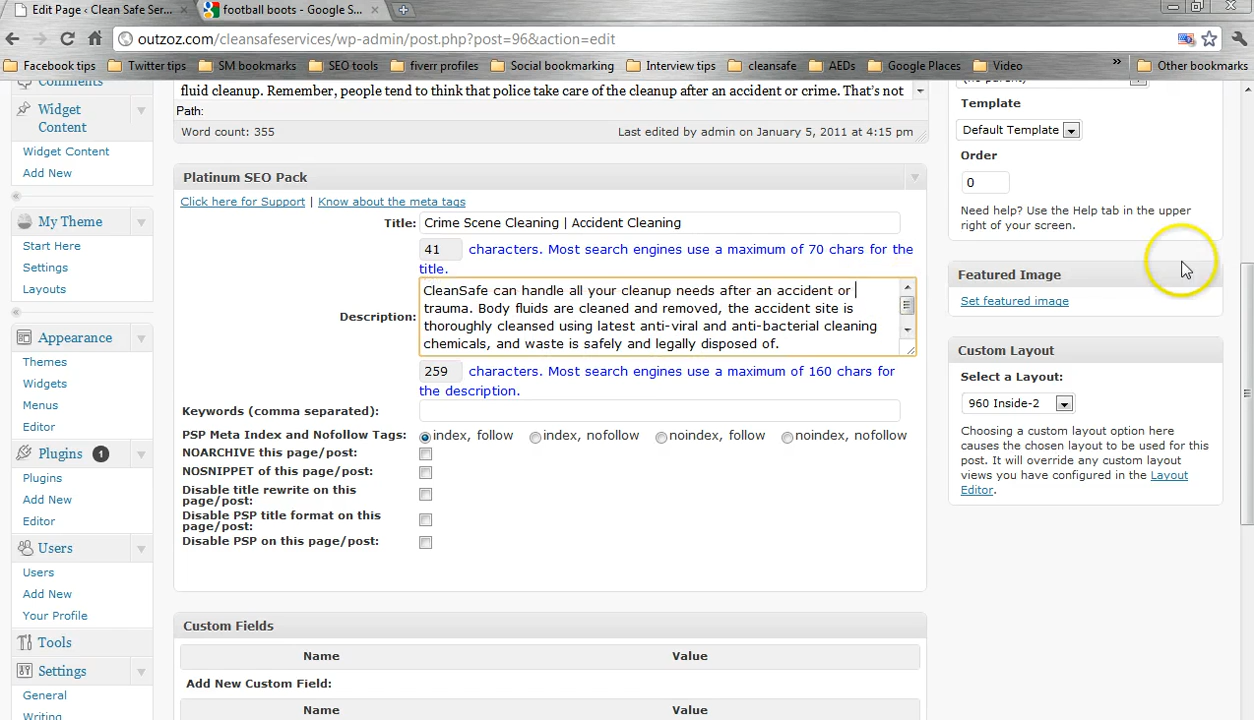 Edit Page ‹ Clean Safe Ser...
football boots - Google S...
outzoz.com/cleansafeservices/wp-admin/post.php?post=96&action=edit
Facebook tips
Twitter tips
SM bookmarks
SEO tools
fiverr profiles
Social bookmarking
Interview tips
cleansafe
AEDs
Google Places
Video
»
Other bookmarks
Comments
Widget
Content
Widget Content
Add New
My Theme
Start Here
Settings
Layouts
Appearance
Themes
Widgets
Menus
Editor
Plugins 1
Plugins
Add New
Editor
Users
Users
Add New
Your Profile
Tools
Settings
General
Writing
fluid cleanup. Remember, people tend to think that police take care of the cleanup after an accident or crime. That's not
Path:
Word count: 355
Last edited by admin on January 5, 2011 at 4:15 pm
Platinum SEO Pack
Click here for Support | Know about the meta tags
Title: Crime Scene Cleaning | Accident Cleaning
41 characters. Most search engines use a maximum of 70 chars for the
title.
Description:
CleanSafe can handle all your cleanup needs after an accident or
trauma. Body fluids are cleaned and removed, the accident site is
thoroughly cleansed using latest anti-viral and anti-bacterial cleaning
chemicals, and waste is safely and legally disposed of.
259 characters. Most search engines use a maximum of 160 chars for
the description.
Keywords (comma separated):
PSP Meta Index and Nofollow Tags: index, follow index, nofollow noindex, follow noindex, nofollow
NOARCHIVE this page/post:
NOSNIPPET of this page/post:
Disable title rewrite on this
page/post:
Disable PSP title format on this
page/post:
Disable PSP on this page/post:
Custom Fields
Name Value
Add New Custom Field:
Name Value
Template
Default Template
Order
0
Need help? Use the Help tab in the upper
right of your screen.
Featured Image
Set featured image
Custom Layout
Select a Layout:
960 Inside-2
Choosing a custom layout option here
causes the chosen layout to be used for this
post. It will override any custom layout
views you have configured in the Layout
Editor.